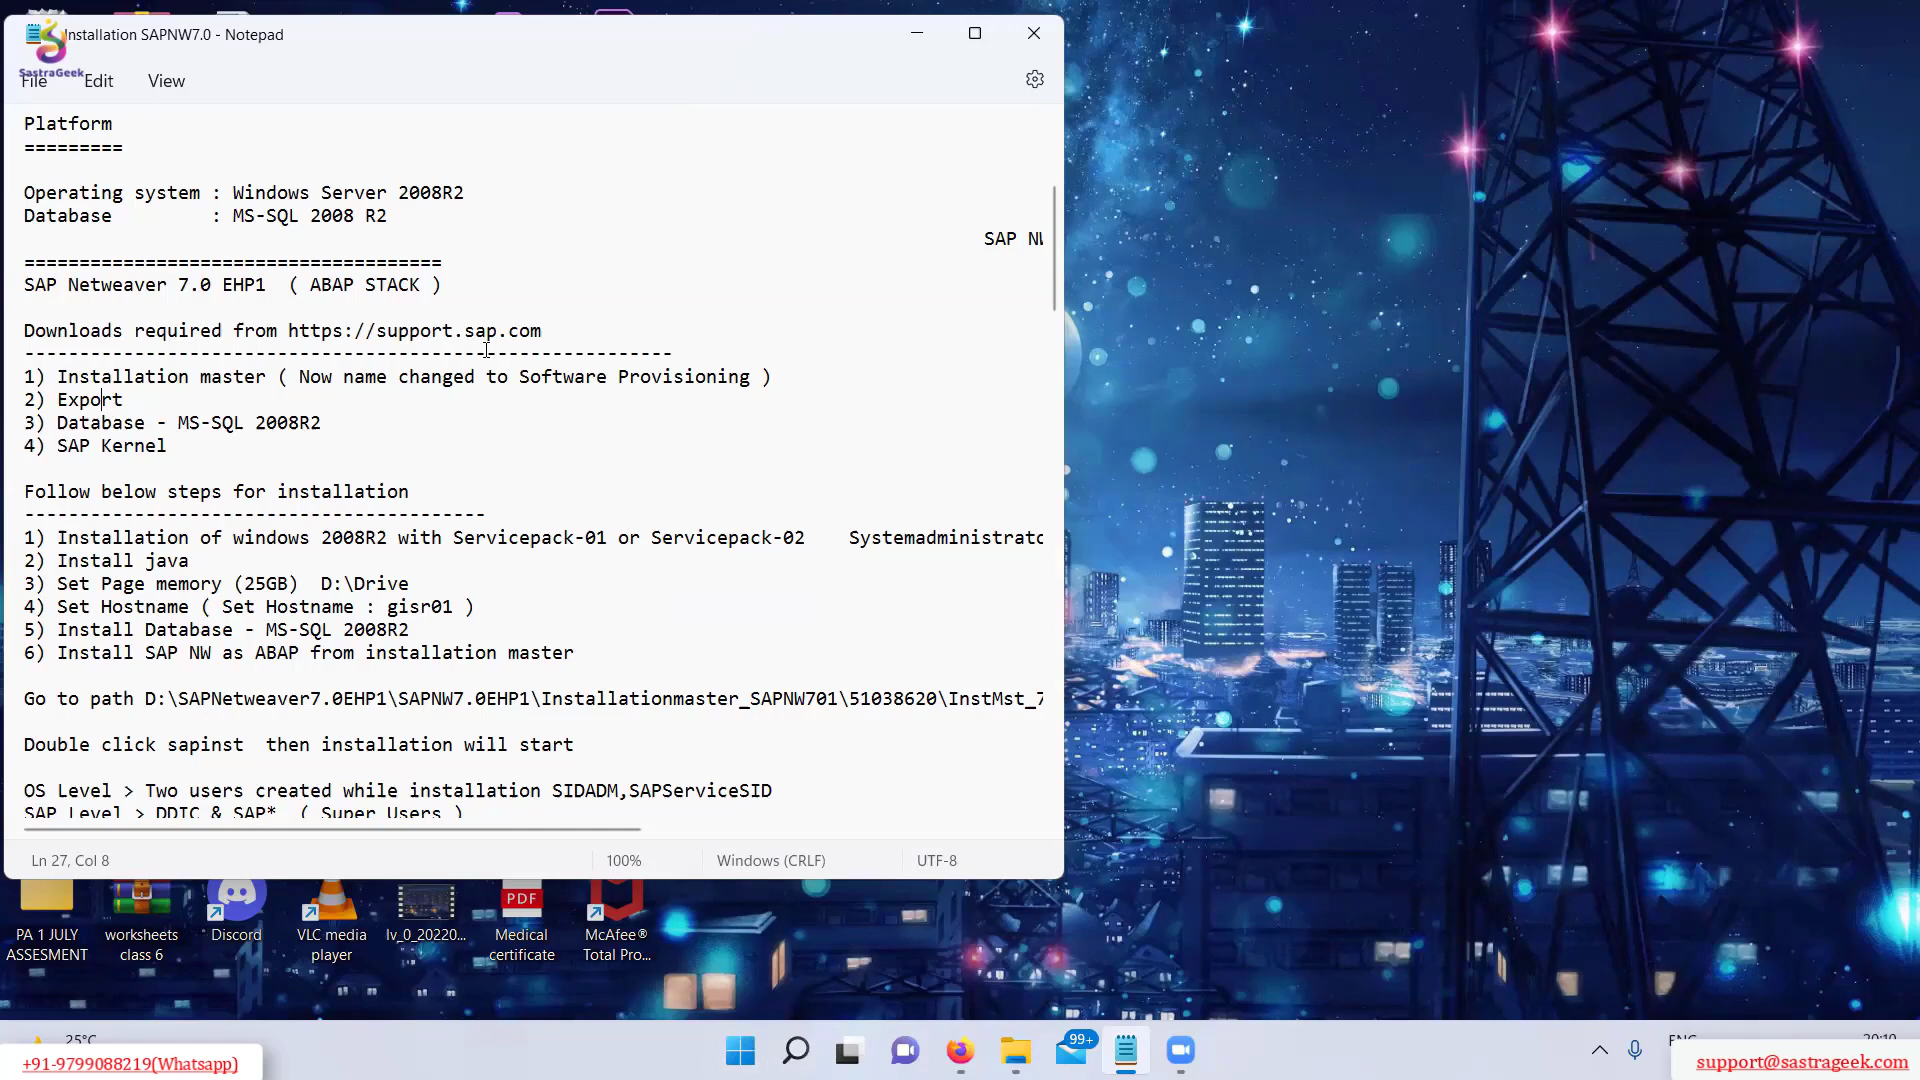 Installation SAPNW7.0 - Notepad
SastraGeek
File Edit View
Platform
=========
Operating system : Windows Server 2008R2
Database : MS-SQL 2008 R2
SAP NW
======================================
SAP Netweaver 7.0 EHP1 ( ABAP STACK )
Downloads required from https://support.sap.com
-----------------------------------------------------------
1) Installation master ( Now name changed to Software Provisioning )
2) Export
3) Database - MS-SQL 2008R2
4) SAP Kernel
Follow below steps for installation
------------------------------------------
1) Installation of windows 2008R2 with Servicepack-01 or Servicepack-02 Systemadministrato
2) Install java
3) Set Page memory (25GB) D:\Drive
4) Set Hostname ( Set Hostname : gisr01 )
5) Install Database - MS-SQL 2008R2
6) Install SAP NW as ABAP from installation master
Go to path D:\SAPNetweaver7.0EHP1\SAPNW7.0EHP1\Installationmaster_SAPNW701\51038620\InstMst_7
Double click sapinst then installation will start
OS Level > Two users created while installation SIDADM,SAPServiceSID
SAP Level > DDIC & SAP* ( Super Users )
Ln 27, Col 8 100% Windows (CRLF) UTF-8
PA 1 JULY ASSESMENT
worksheets class 6
Discord
VLC media player
lv_0_20220...
PDF
Medical certificate
McAfee® Total Pro...
25°C
99+
ENG
20:19
+91-9799088219(Whatsapp)
support@sastrageek.com